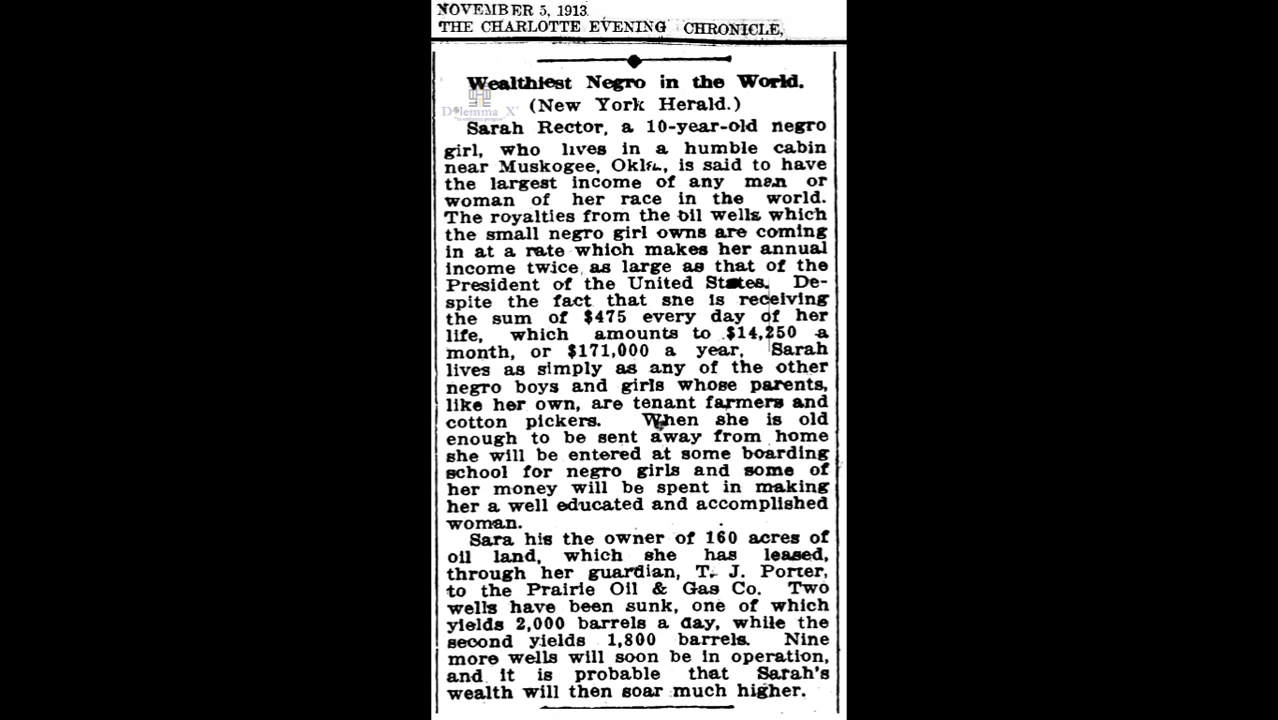 NOVEMBER 5, 1913.
THE CHARLOTTE EVENING CHRONICLE,
Wealthiest Negro in the World.
(New York Herald.)
Dilemma X
Sarah Rector, a 10-year-old negro
girl, who lives in a humble cabin
near Muskogee, Okla., is said to have
the largest income of any man or
woman of her race in the world.
The royalties from the oil wells which
the small negro girl owns are coming
in at a rate which makes her annual
income twice as large as that of the
President of the United States. De-
spite the fact that she is receiving
the sum of $475 every day of her
life, which amounts to $14,250 a
month, or $171,000 a year, Sarah
lives as simply as any of the other
negro boys and girls whose parents,
like her own, are tenant farmers and
cotton pickers. When she is old
enough to be sent away from home
she will be entered at some boarding
school for negro girls and some of
her money will be spent in making
her a well educated and accomplished
woman.
Sara his the owner of 160 acres of
oil land, which she has leased,
through her guardian, T. J. Porter,
to the Prairie Oil & Gas Co. Two
wells have been sunk, one of which
yields 2,000 barrels a day, while the
second yields 1,800 barrels. Nine
more wells will soon be in operation,
and it is probable that Sarah's
wealth will then soar much higher.